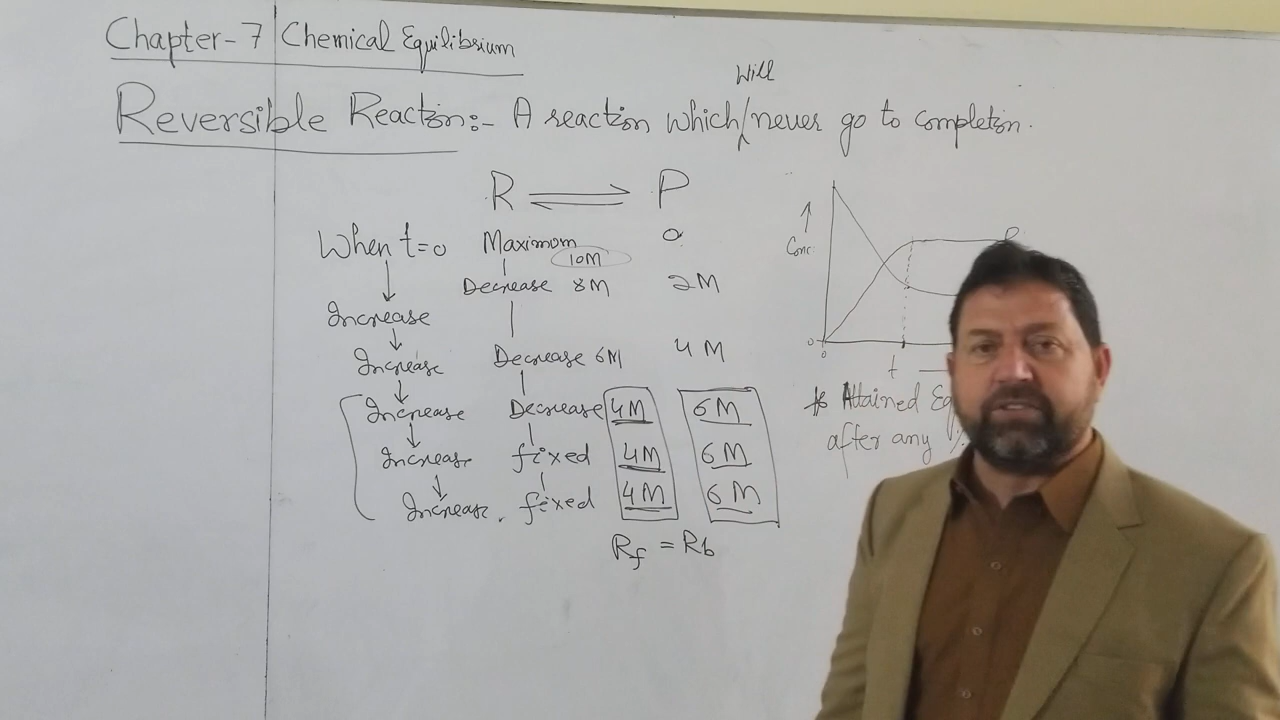 Chapter-7 Chemical Equilibrium
Will
Reversible Reaction:- A reaction which never go to completion.
R ⇌ P
When t=0 Maximum 0
10M
Decrease 8M 2M
Increase
Increase Decrease 6M 4M
Increase Decrease 4M 6M
Increase fixed 4M 6M
Increase. fixed 4M 6M
Rf = Rb
Conc.
0
0
t
Attained
after any